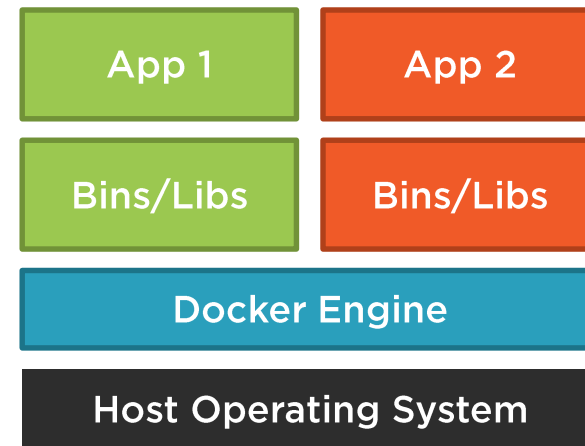 App 1
App 2
Bins/Libs
Bins/Libs
Docker Engine
Host Operating System